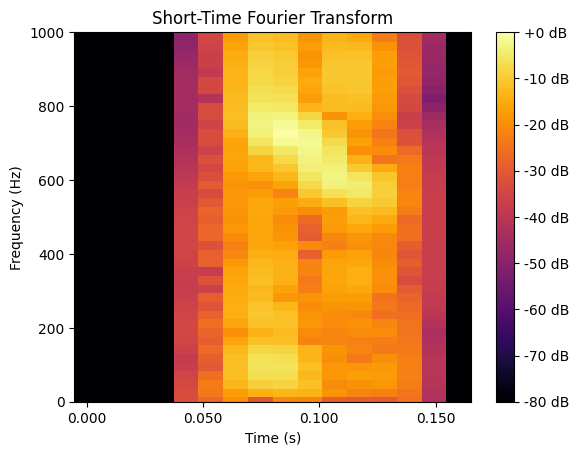 Short-Time Fourier Transform
1000
800
600
400
200
0
Frequency (Hz)
0.000
0.050
0.100
0.150
Time (s)
+0 dB
-10 dB
-20 dB
-30 dB
-40 dB
-50 dB
-60 dB
-70 dB
-80 dB